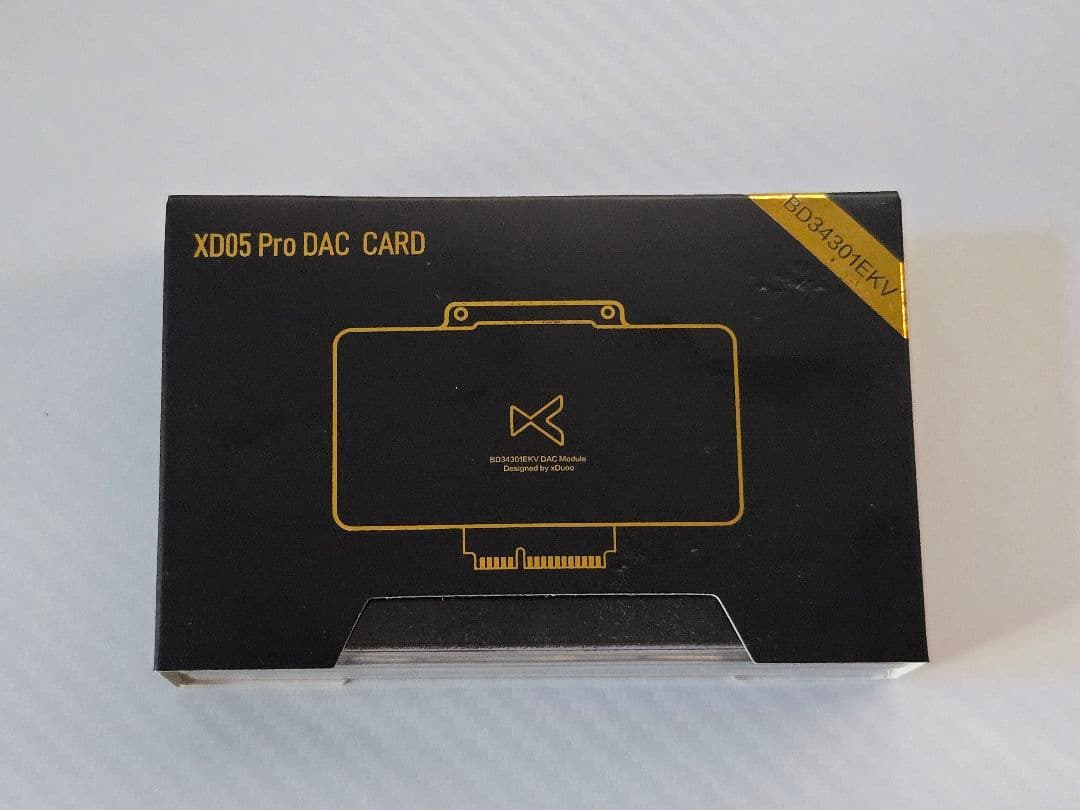 XD05 Pro DAC CARD
BD34301EKV
BD34301EKV DAC Module
Designed by xDuoo